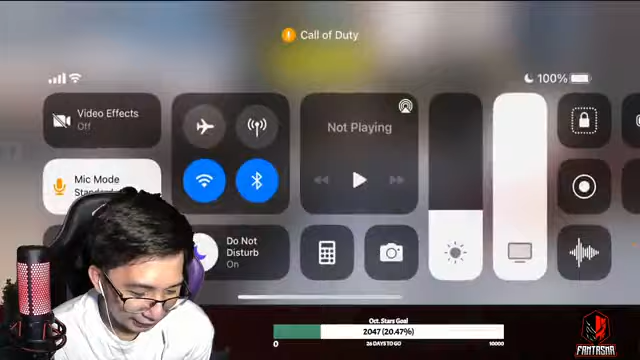 Call of Duty
100%
Video Effects
Off
Not Playing
Mic Mode
Standard
Do Not
Disturb
On
Oct. Stars Goal
2047 (20.47%)
0
10000
26 DAYS TO GO
FANTASMA